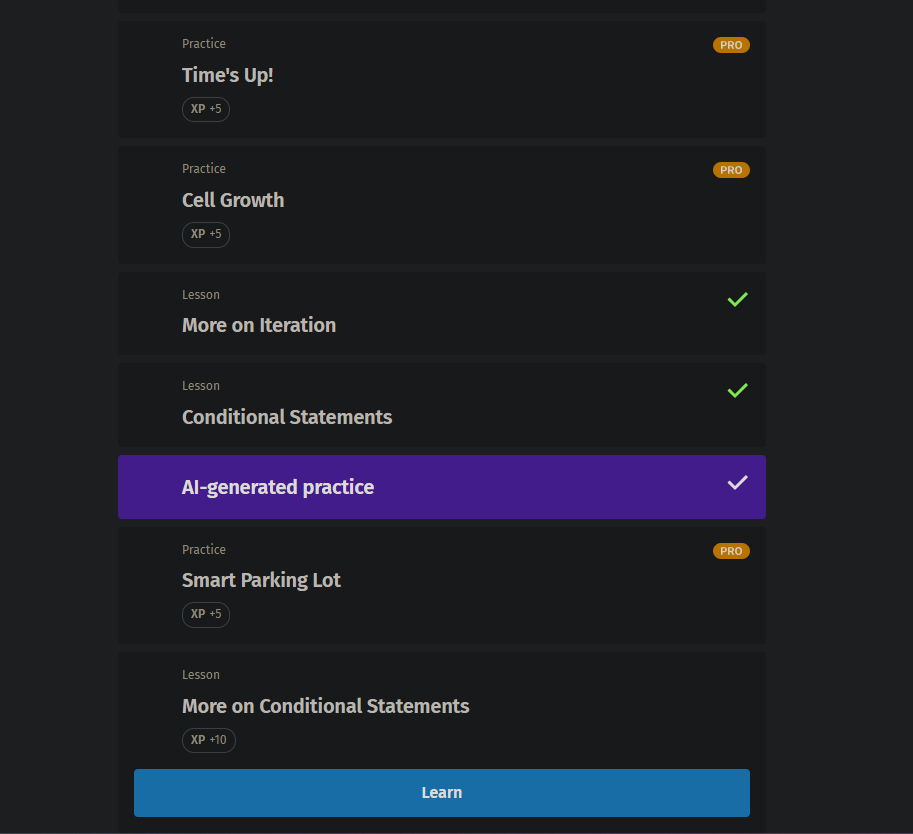 Practice
PRO
Time's Up!
XP +5
Practice
PRO
Cell Growth
XP +5
Lesson
More on Iteration
Lesson
Conditional Statements
AI-generated practice
Practice
PRO
Smart Parking Lot
XP +5
Lesson
More on Conditional Statements
XP +10
Learn